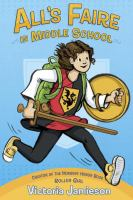 ALL'S FAIRE
IN MIDDLE SCHOOL
CREATOR OF THE NEWBERY HONOR BOOK
ROLLER GIRL
Victoria Jamieson